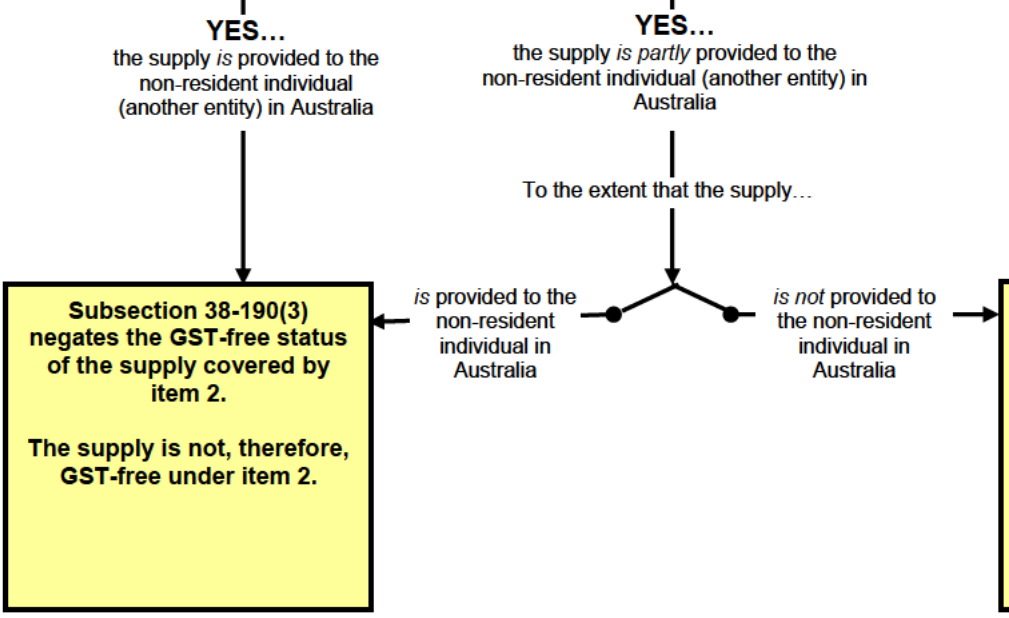 YES…
the supply is provided to the
non-resident individual
(another entity) in Australia
YES…
the supply is partly provided to the
non-resident individual (another entity) in
Australia
To the extent that the supply…
Subsection 38-190(3)
negates the GST-free status
of the supply covered by
item 2.
The supply is not, therefore,
GST-free under item 2.
is provided to the
non-resident
individual in
Australia
is not provided to
the non-resident
individual in
Australia